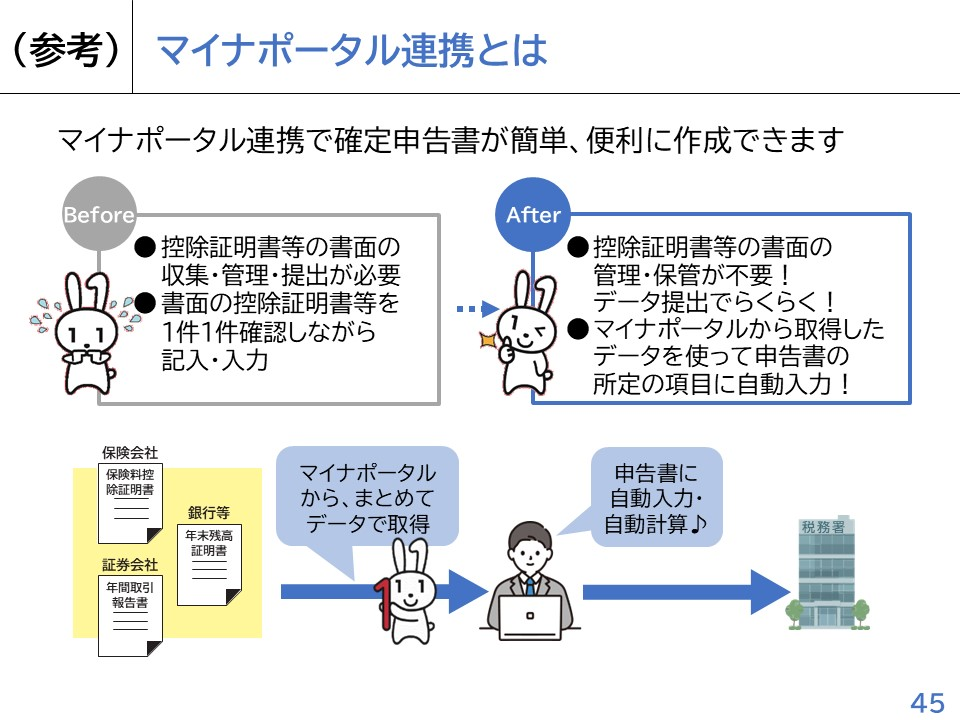 （参考）
マイナポータル連携とは
マイナポータル連携で確定申告書が簡単、便利に作成できます
Before
● 控除証明書等の書面の
収集・管理・提出が必要
● 書面の控除証明書等を
1件1件確認しながら
記入・入力
After
● 控除証明書等の書面の
管理・保管が不要！
データ提出でらくらく！
● マイナポータルから取得した
データを使って申告書の
所定の項目に自動入力！
保険会社
保険料控
除証明書
銀行等
年末残高
証明書
証券会社
年間取引
報告書
マイナポータル
から、まとめて
データで取得
申告書に
自動入力・
自動計算♪
税務署
45